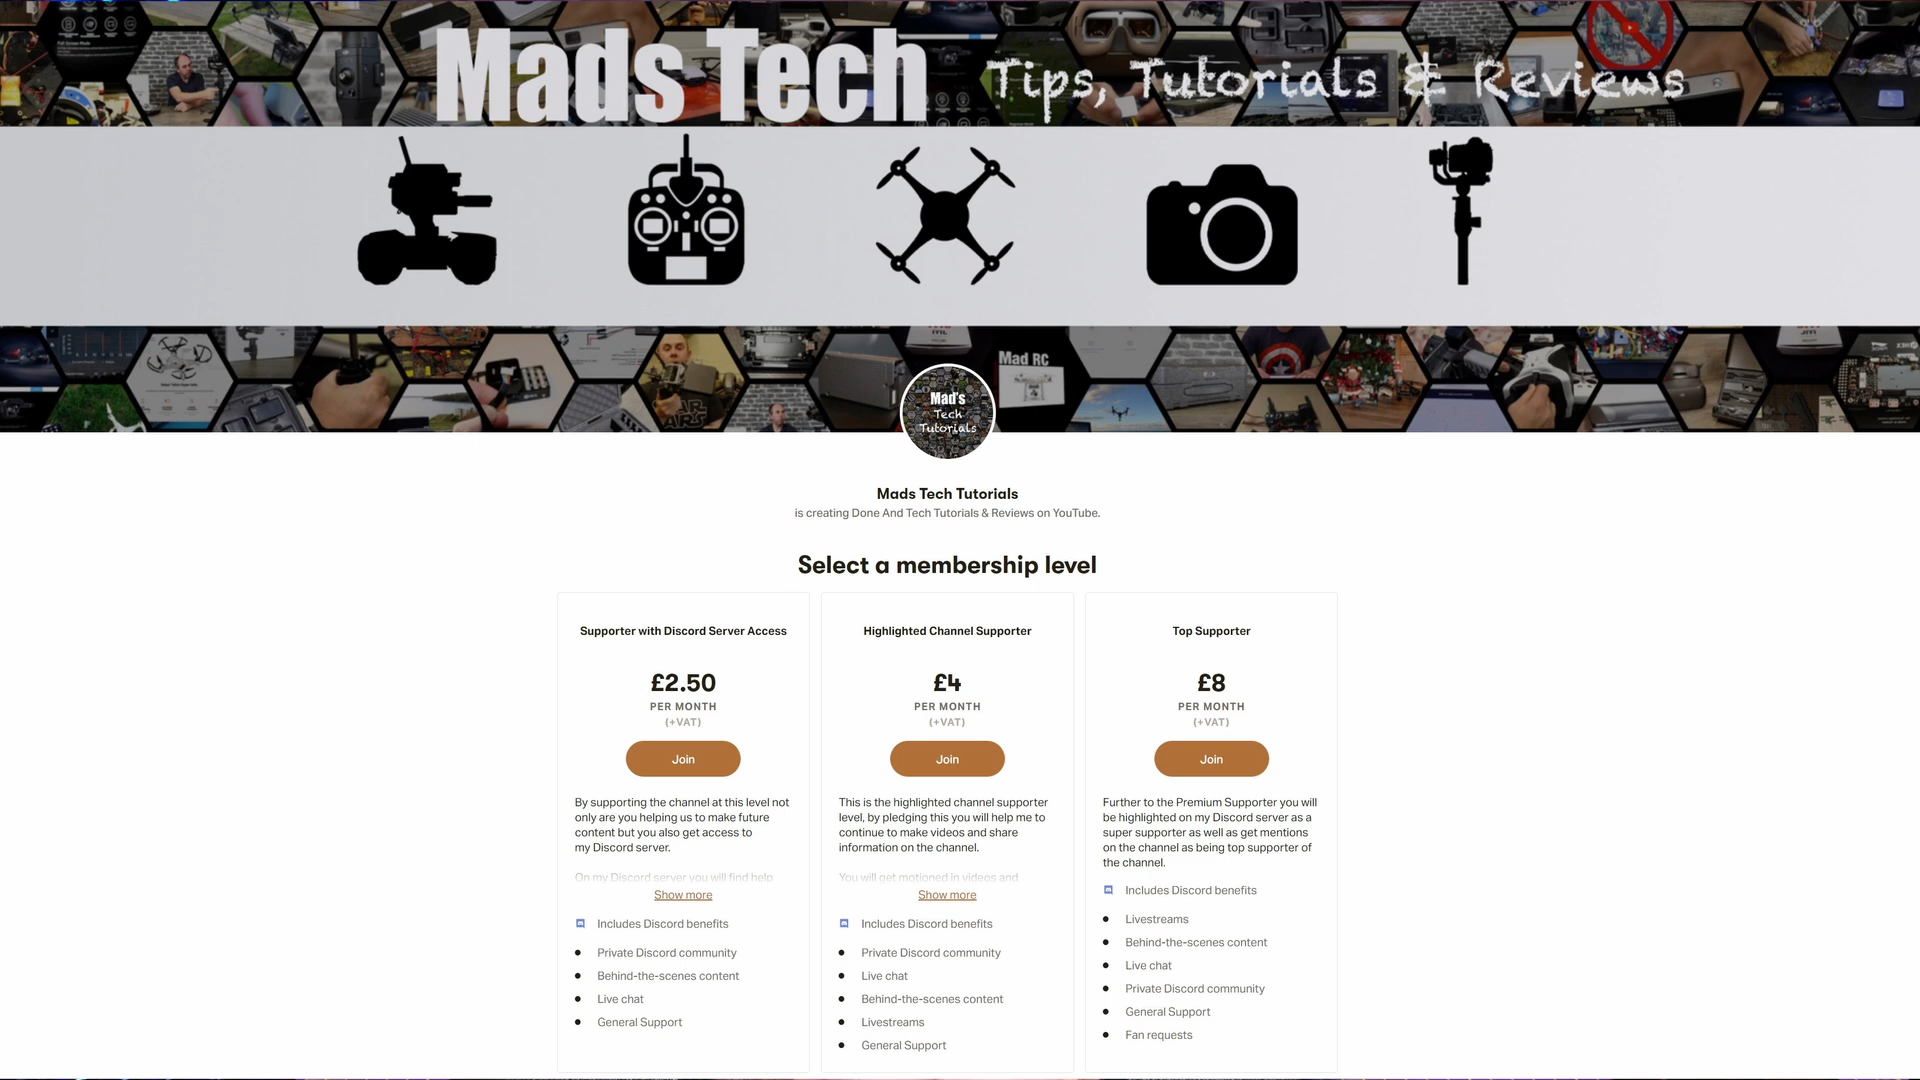 Mads Tech Tips, Tutorials & Reviews
Mad RC
Mad's
Tech
Tutorials
Mads Tech Tutorials
is creating Done And Tech Tutorials & Reviews on YouTube.
Select a membership level
Supporter with Discord Server Access
£2.50
PER MONTH
(+VAT)
Join
By supporting the channel at this level not
only are you helping us to make future
content but you also get access to
my Discord server.
On my Discord server you will find help
Show more
Includes Discord benefits
● Private Discord community
● Behind-the-scenes content
● Live chat
● General Support
Highlighted Channel Supporter
£4
PER MONTH
(+VAT)
Join
This is the highlighted channel supporter
level, by pledging this you will help me to
continue to make videos and share
information on the channel.
You will get motioned in videos and
Show more
Includes Discord benefits
● Private Discord community
● Live chat
● Behind-the-scenes content
● Livestreams
● General Support
Top Supporter
£8
PER MONTH
(+VAT)
Join
Further to the Premium Supporter you will
be highlighted on my Discord server as a
super supporter as well as get mentions
on the channel as being top supporter of
the channel.
Includes Discord benefits
● Livestreams
● Behind-the-scenes content
● Live chat
● Private Discord community
● General Support
● Fan requests